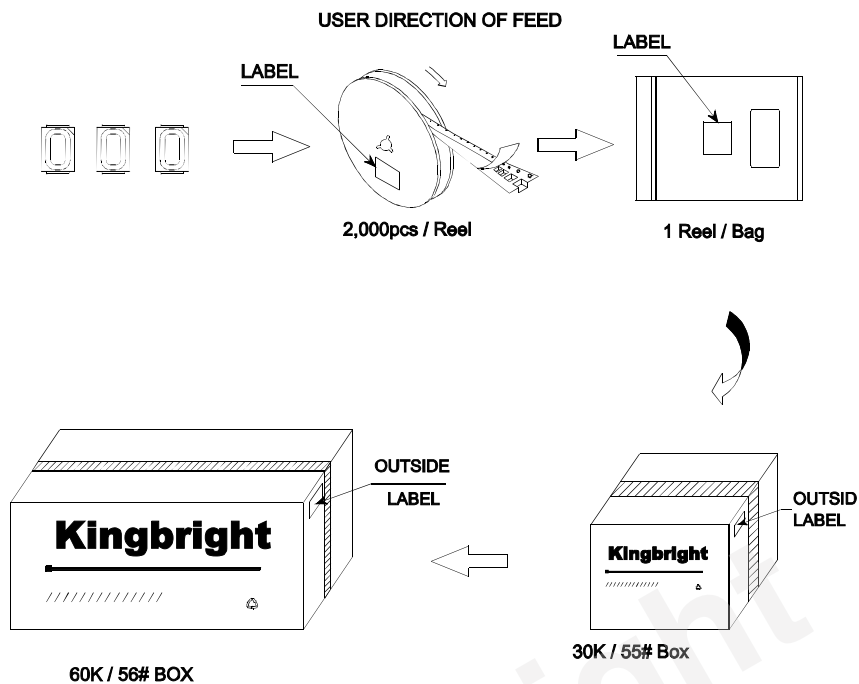 USER DIRECTION OF FEED
LABEL
LABEL
2,000pcs / Reel
1 Reel / Bag
OUTSIDE
LABEL
OUTSID
LABEL
Kingbright
Kingbright
60K / 56# BOX
30K / 55# Box
ight